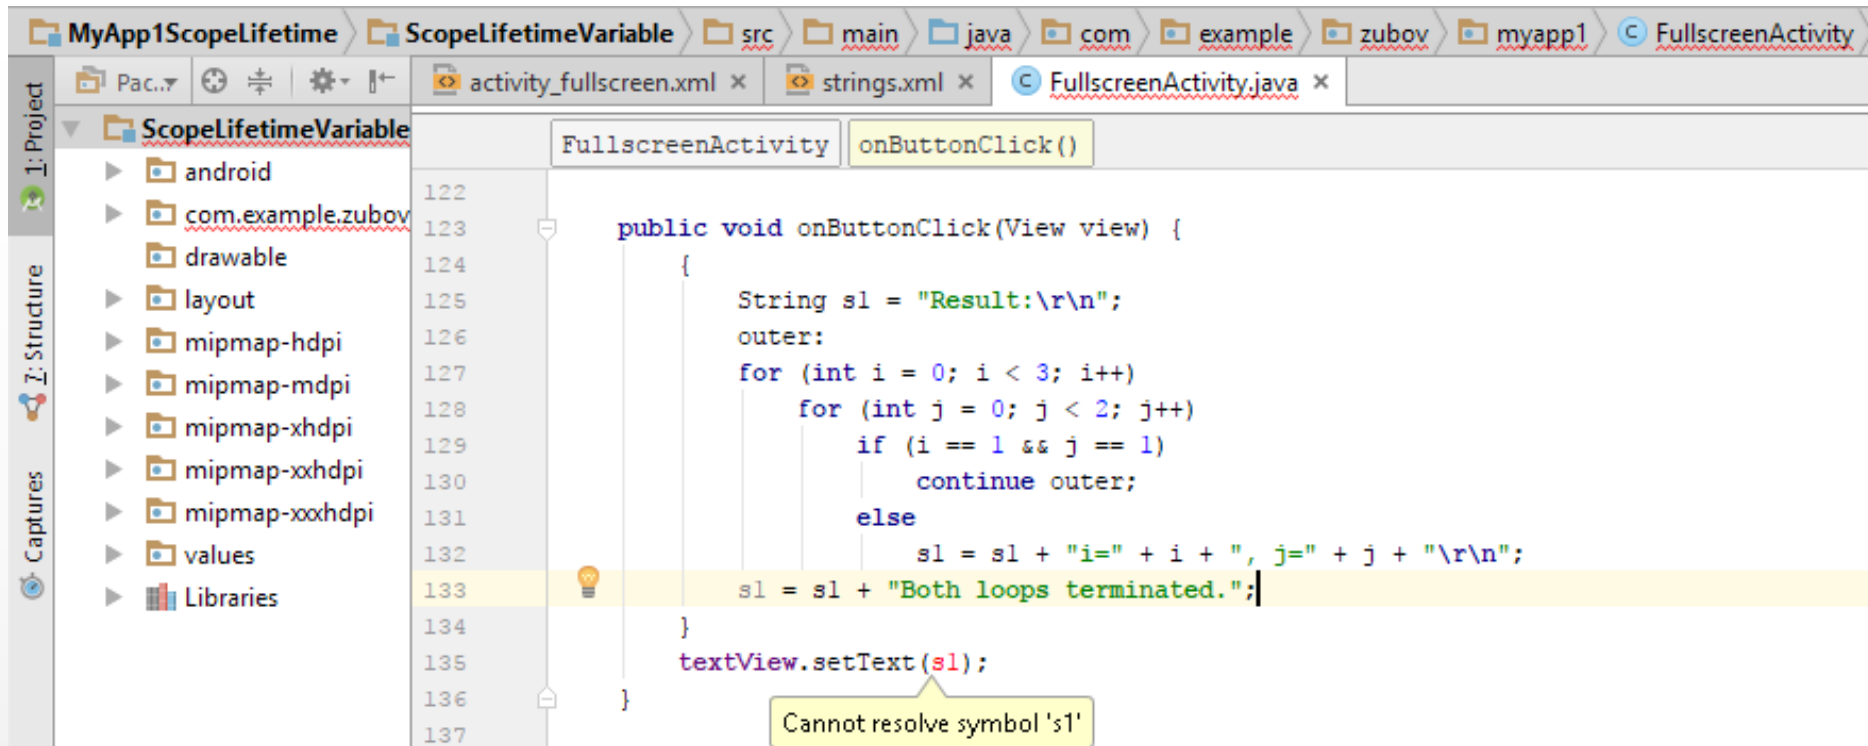 MyApp1ScopeLifetime ScopeLifetimeVariable src main java com example zubov myapp1 FullscreenActivity
Pac.. activity_fullscreen.xml strings.xml FullscreenActivity.java
1: Project
7: Structure
Captures
ScopeLifetimeVariable
android
com.example.zubov
drawable
layout
mipmap-hdpi
mipmap-mdpi
mipmap-xhdpi
mipmap-xxhdpi
mipmap-xxxhdpi
values
Libraries
FullscreenActivity onButtonClick()
122
123 public void onButtonClick(View view) {
124 {
125 String s1 = "Result:\r\n";
126 outer:
127 for (int i = 0; i < 3; i++)
128 for (int j = 0; j < 2; j++)
129 if (i == 1 && j == 1)
130 continue outer;
131 else
132 s1 = s1 + "i=" + i + ", j=" + j + "\r\n";
133 s1 = s1 + "Both loops terminated.";
134 }
135 textView.setText(s1);
136 }
Cannot resolve symbol 's1'
137